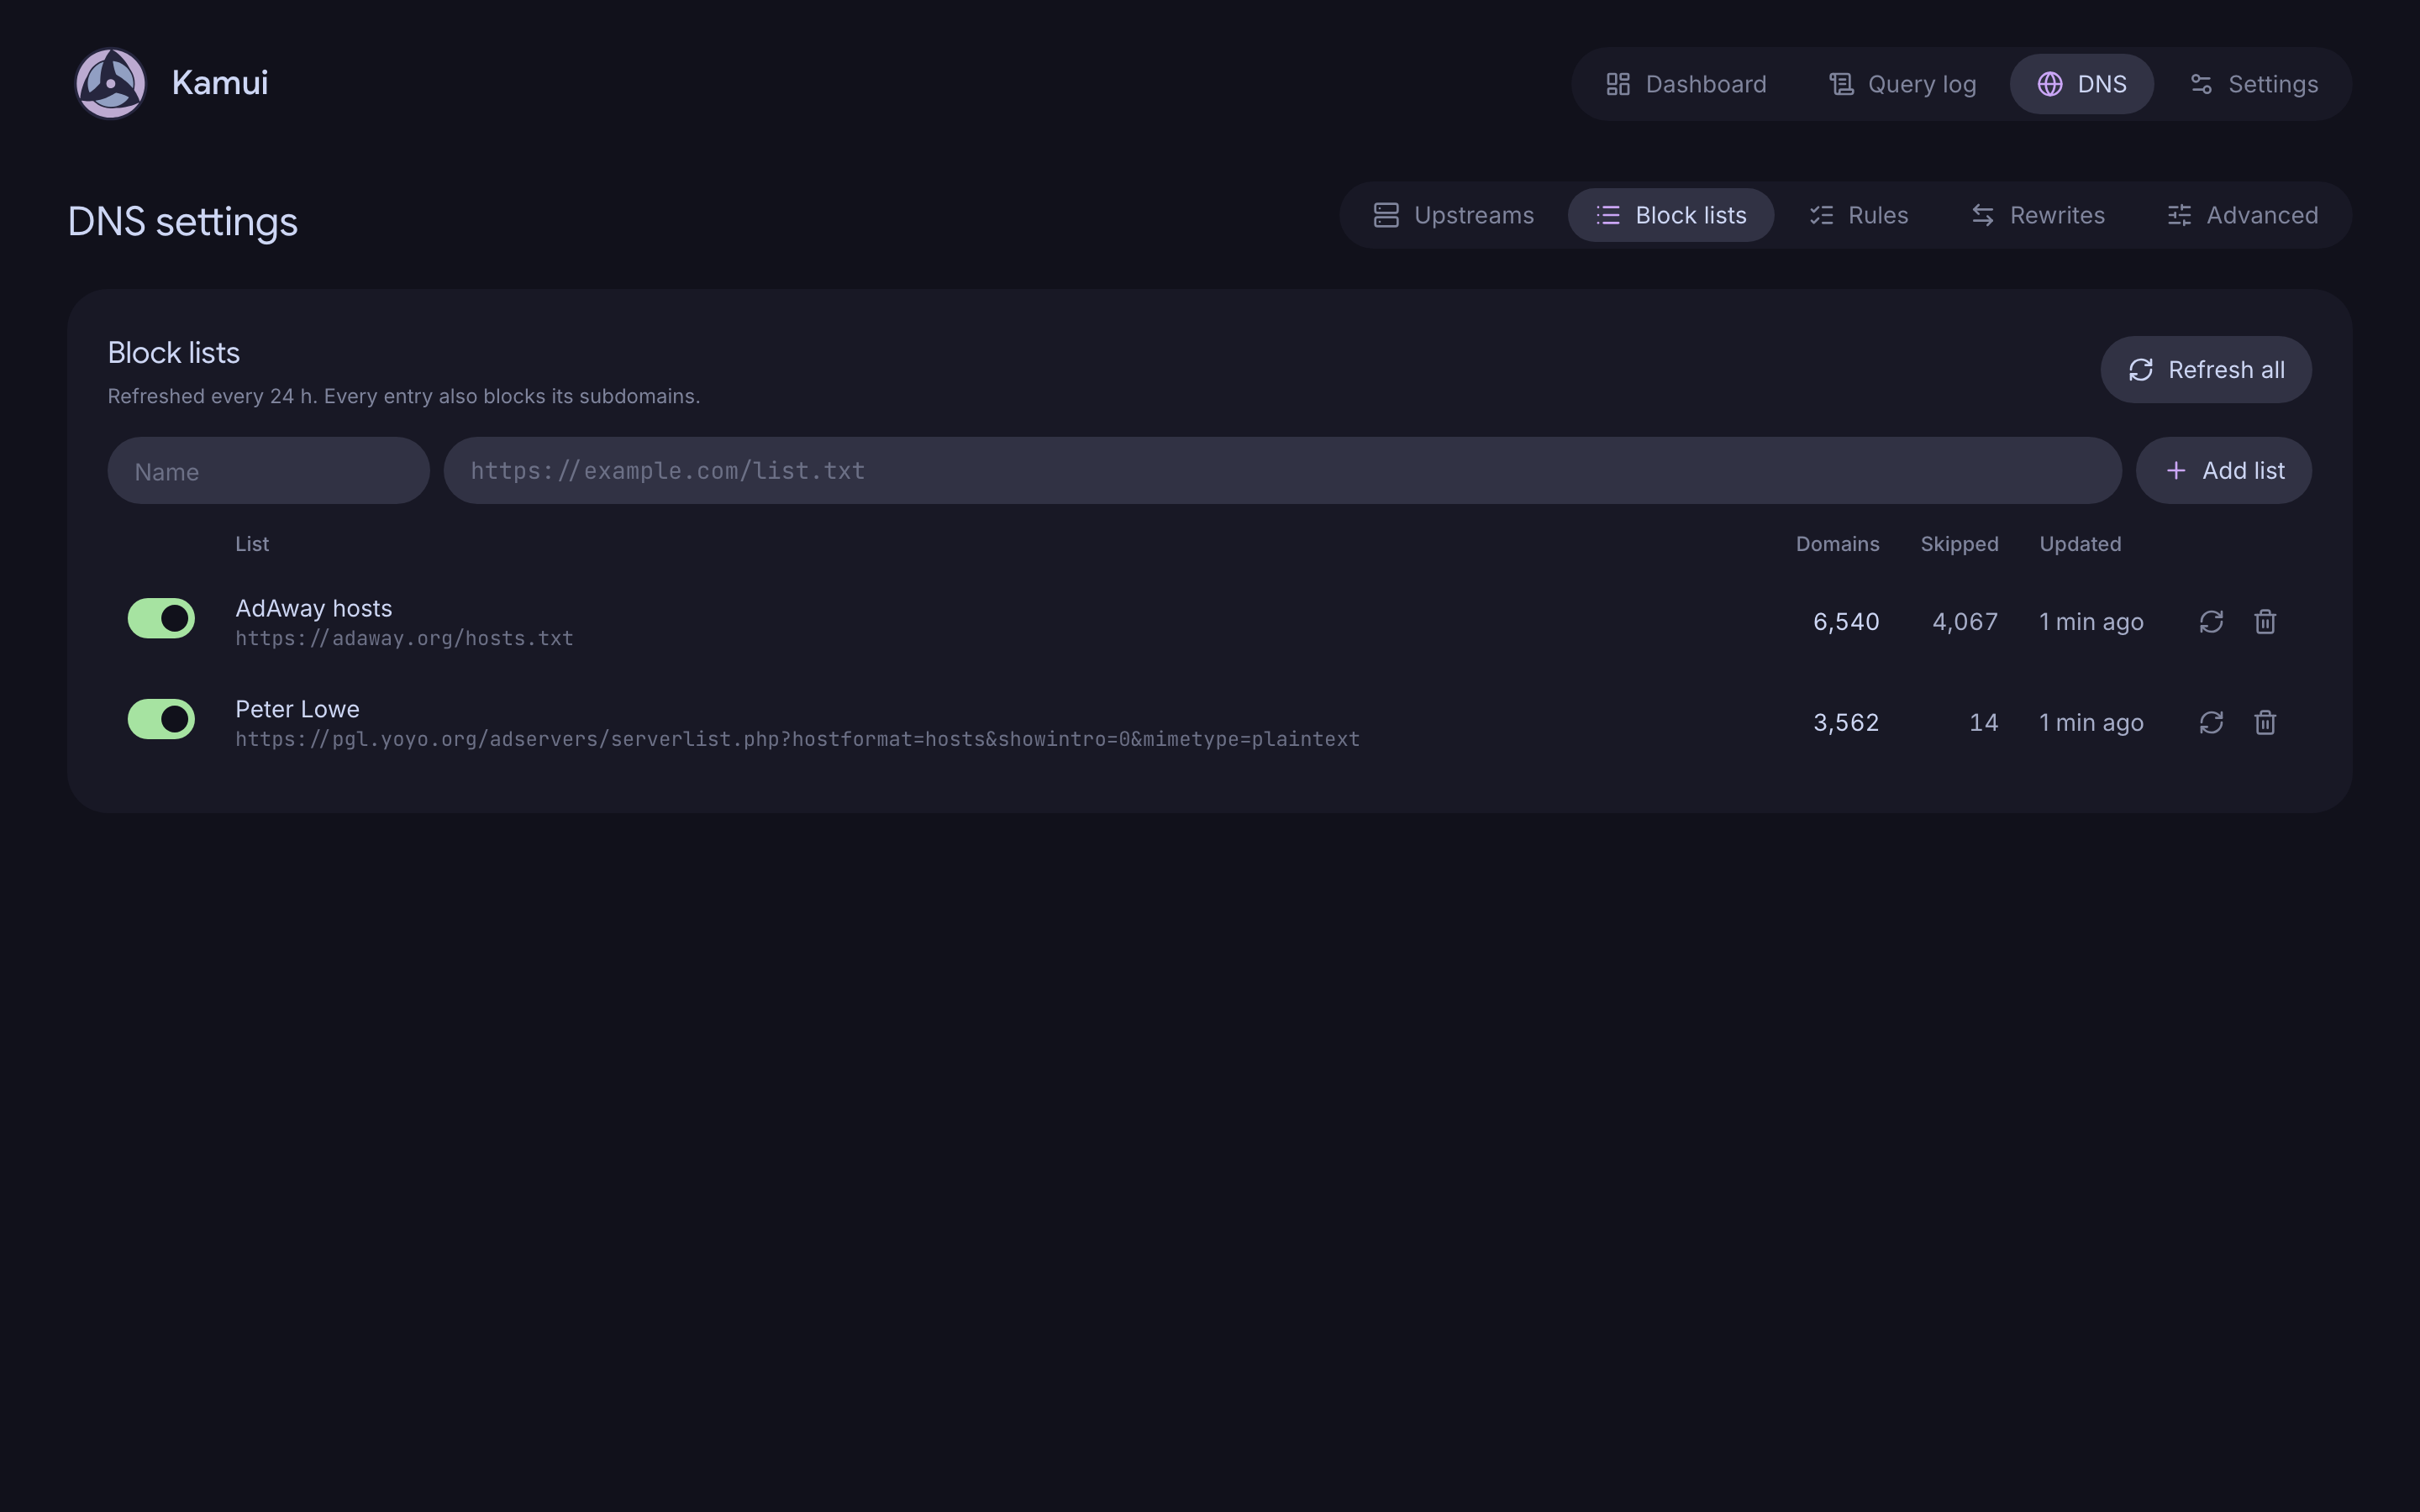 Kamui
Dashboard
Query log
DNS
Settings
DNS settings
Upstreams
Block lists
Rules
Rewrites
Advanced
Block lists
Refreshed every 24 h. Every entry also blocks its subdomains.
Refresh all
Name
https://example.com/list.txt
Add list
List Domains Skipped Updated
AdAway hosts
https://adaway.org/hosts.txt
6,540 4,067 1 min ago
Peter Lowe
https://pgl.yoyo.org/adservers/serverlist.php?hostformat=hosts&showintro=0&mimetype=plaintext
3,562 14 1 min ago